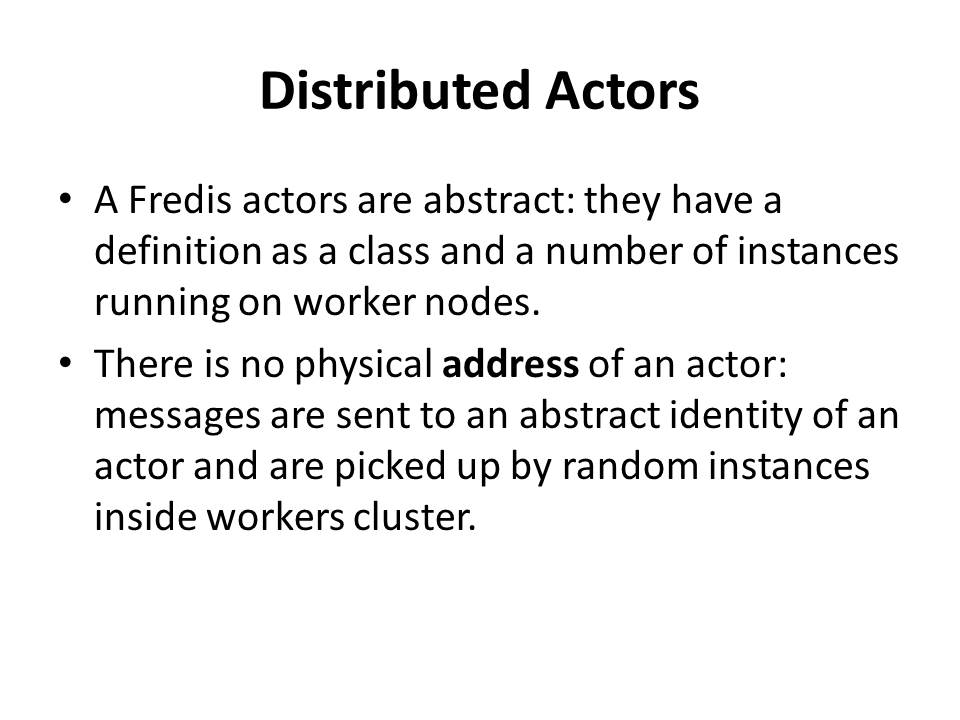 Distributed Actors
• A Fredis actors are abstract: they have a
definition as a class and a number of instances
running on worker nodes.
• There is no physical address of an actor:
messages are sent to an abstract identity of an
actor and are picked up by random instances
inside workers cluster.